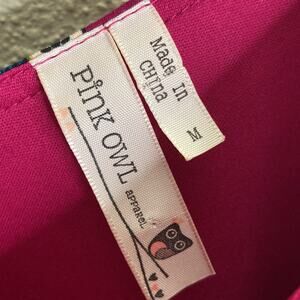 PINK OWL
APPAREL
Made In
CHINA
M